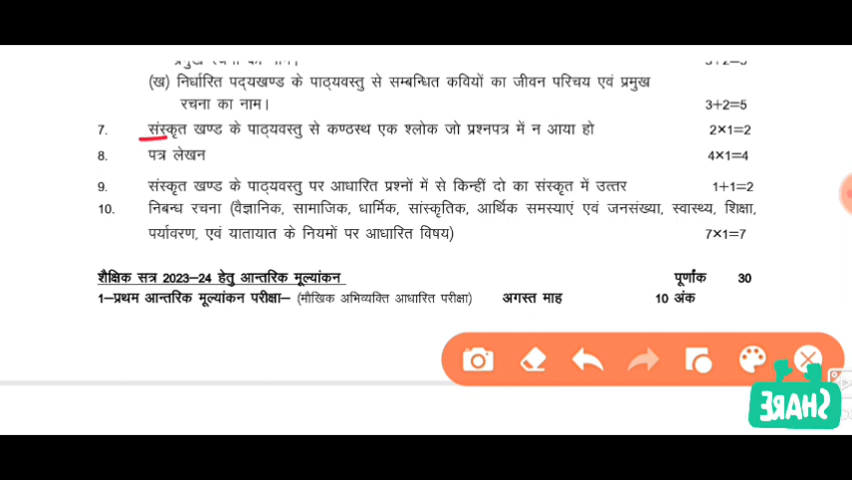 (ख) निर्धारित पद्यखण्ड के पाठ्यवस्तु से सम्बन्धित कवियों का जीवन परिचय एवं प्रमुख
रचना का नाम। 3+2=5
7. संस्कृत खण्ड के पाठ्यवस्तु से कण्ठस्थ एक श्लोक जो प्रश्नपत्र में न आया हो 2×1=2
8. पत्र लेखन 4×1=4
9. संस्कृत खण्ड के पाठ्यवस्तु पर आधारित प्रश्नों में से किन्हीं दो का संस्कृत में उत्तर 1+1=2
10. निबन्ध रचना (वैज्ञानिक, सामाजिक, धार्मिक, सांस्कृतिक, आर्थिक समस्याएं एवं जनसंख्या, स्वास्थ्य, शिक्षा,
पर्यावरण, एवं यातायात के नियमों पर आधारित विषय) 7×1=7
शैक्षिक सत्र 2023–24 हेतु आन्तरिक मूल्यांकन पूर्णांक 30
1–प्रथम आन्तरिक मूल्यांकन परीक्षा– (मौखिक अभिव्यक्ति आधारित परीक्षा) अगस्त माह 10 अंक
SHARE